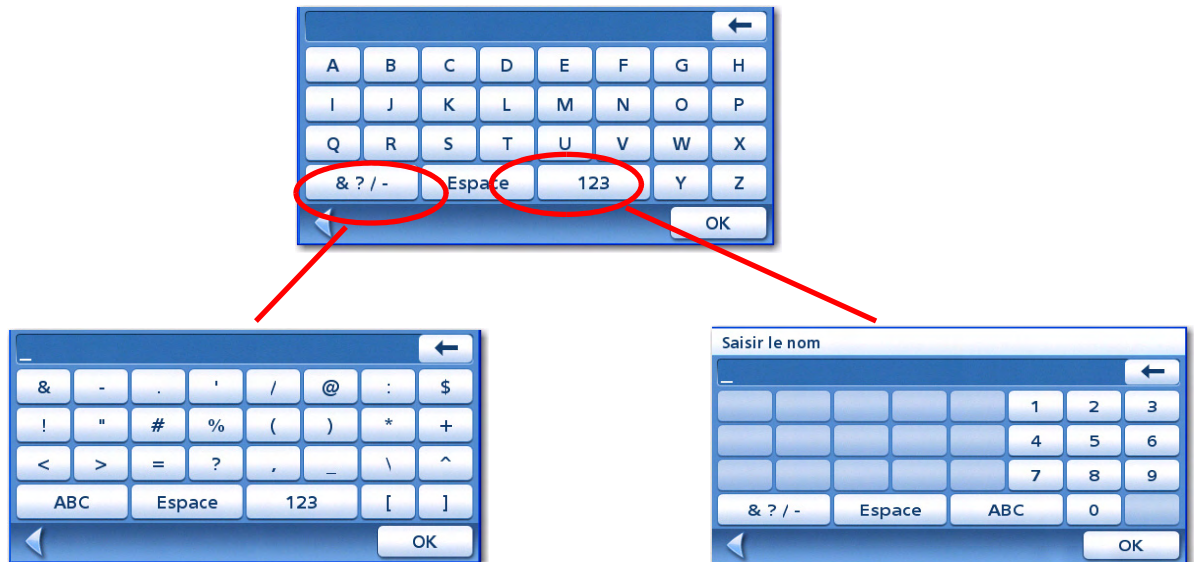 A B C D E F G H
I J K L M N O P
Q R S T U V W X
& ? / - Espace 123 Y Z
OK
_
& - . ' / @ : $
! " # % ( ) * +
< > = ? , _ \ ^
ABC Espace 123 [ ]
OK
Saisir le nom
_
1 2 3
4 5 6
7 8 9
& ? / - Espace ABC 0
OK